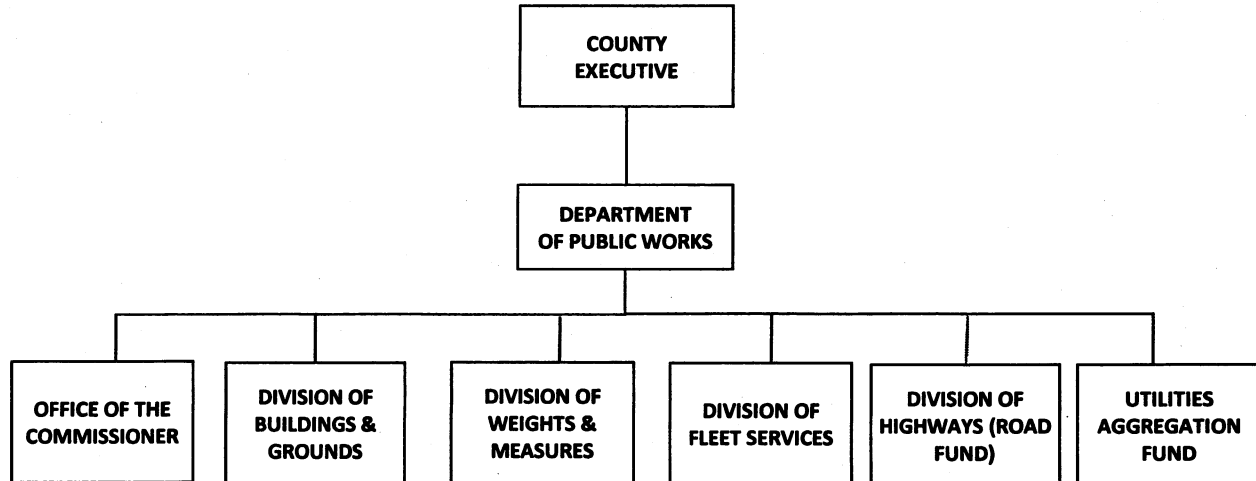 COUNTY
EXECUTIVE
DEPARTMENT
OF PUBLIC WORKS
OFFICE OF THE
COMMISSIONER
DIVISION OF
BUILDINGS &
GROUNDS
DIVISION OF
WEIGHTS &
MEASURES
DIVISION OF
FLEET SERVICES
DIVISION OF
HIGHWAYS (ROAD
FUND)
UTILITIES
AGGREGATION
FUND